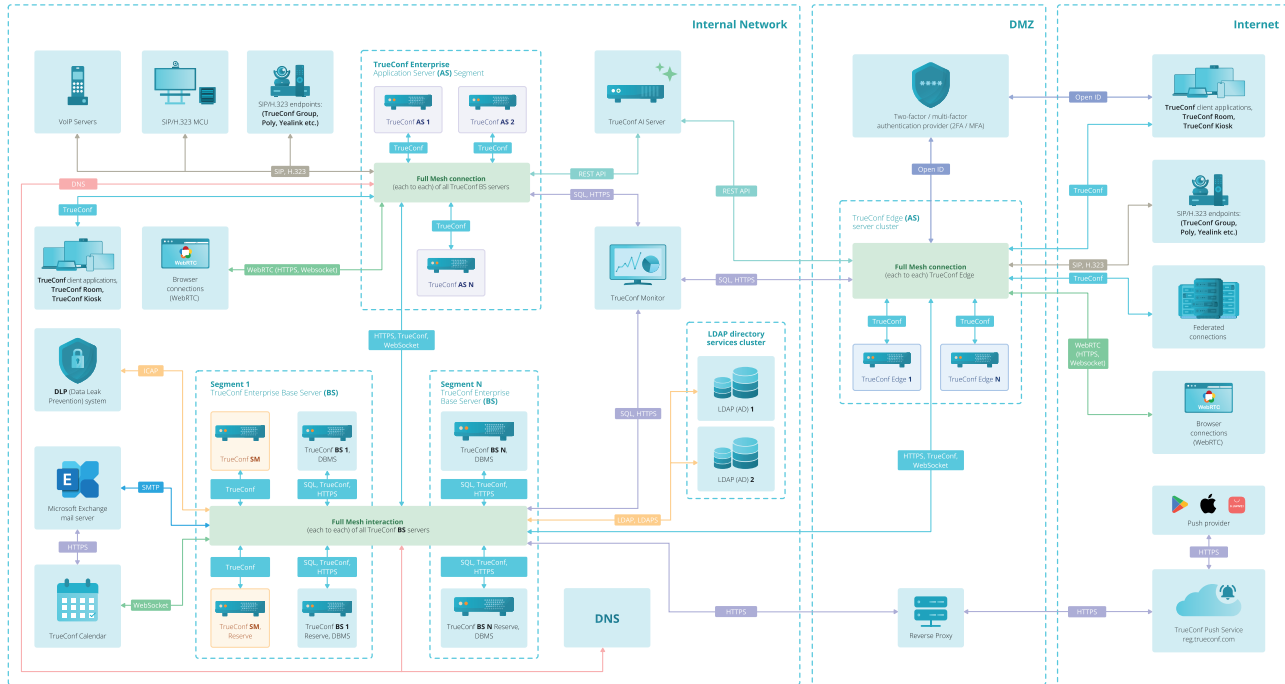 Internal Network
DMZ
Internet
VoIP Servers
SIP/H.323 MCU
SIP/H.323 endpoints:
(TrueConf Group,
Poly, Yealink etc.)
TrueConf Enterprise
Application Server (AS) Segment
TrueConf AS 1
TrueConf AS 2
TrueConf
TrueConf
Full Mesh connection
(each to each) of all TrueConf BS servers
TrueConf
TrueConf AS N
SIP, H.323
DNS
TrueConf
TrueConf client applications,
TrueConf Room,
TrueConf Kiosk
WebRTC
Browser
connections
(WebRTC)
WebRTC (HTTPS, Websocket)
TrueConf AI Server
REST API
SQL, HTTPS
TrueConf Monitor
HTTPS, TrueConf,
WebSocket
SQL, HTTPS
DLP (Data Leak
Prevention) system
ICAP
E
Microsoft Exchange
mail server
SMTP
HTTPS
TrueConf Calendar
WebSocket
Segment 1
TrueConf Enterprise Base Server (BS)
TrueConf SM
TrueConf BS 1,
DBMS
TrueConf
SQL, TrueConf,
HTTPS
Segment N
TrueConf Enterprise
Base Server (BS)
TrueConf BS N,
DBMS
SQL, TrueConf,
HTTPS
Full Mesh interaction
(each to each) of all TrueConf BS servers
TrueConf
SQL, TrueConf,
HTTPS
SQL, TrueConf,
HTTPS
TrueConf SM,
Reserve
TrueConf BS 1
Reserve, DBMS
TrueConf BS N Reserve,
DBMS
LDAP directory
services cluster
LDAP (AD) 1
LDAP (AD) 2
LDAP, LDAPS
DNS
HTTPS
****
Two-factor / multi-factor
authentication provider (2FA / MFA)
Open ID
Open ID
REST API
SQL, HTTPS
TrueConf Edge (AS)
server cluster
Full Mesh connection
(each to each) TrueConf Edge
TrueConf
TrueConf
TrueConf Edge 1
TrueConf Edge N
HTTPS, TrueConf,
WebSocket
Reverse Proxy
HTTPS
TrueConf client applications,
TrueConf Room,
TrueConf Kiosk
TrueConf
SIP/H.323 endpoints:
(TrueConf Group,
Poly, Yealink etc.)
SIP, H.323
TrueConf
Federated
connections
WebRTC
(HTTPS,
Websocket)
WebRTC
Browser
connections
(WebRTC)
Push provider
HTTPS
TrueConf Push Service
reg.trueconf.com